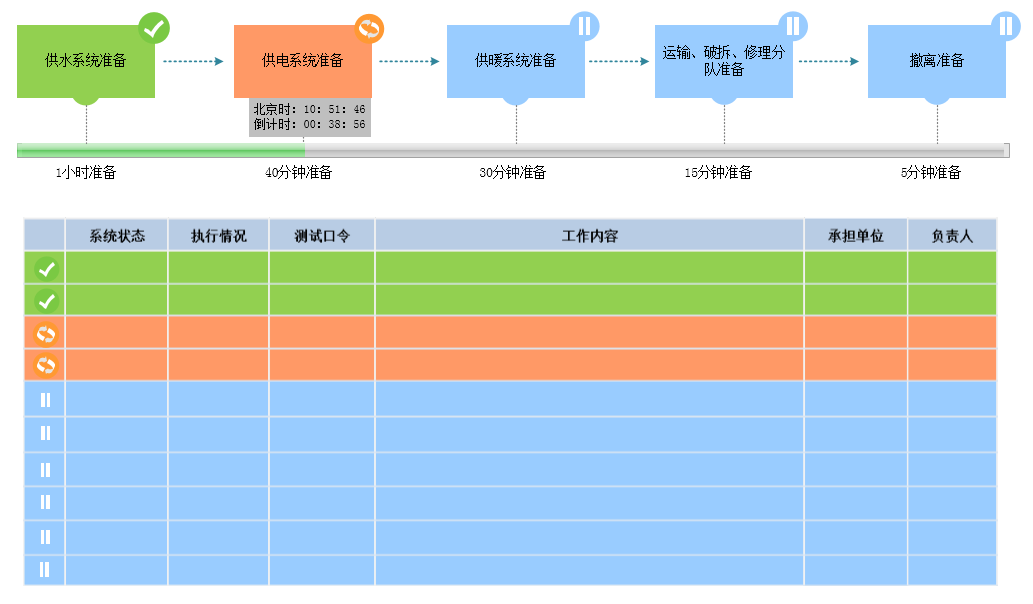 供水系统准备
供电系统准备
供暖系统准备
运输、破拆、修理分
队准备
撤离准备
北京时: 10: 51: 46
倒计时: 00: 38: 56
1小时准备
40分钟准备
30分钟准备
15分钟准备
5分钟准备
系统状态
执行情况
测试口令
工作内容
承担单位
负责人